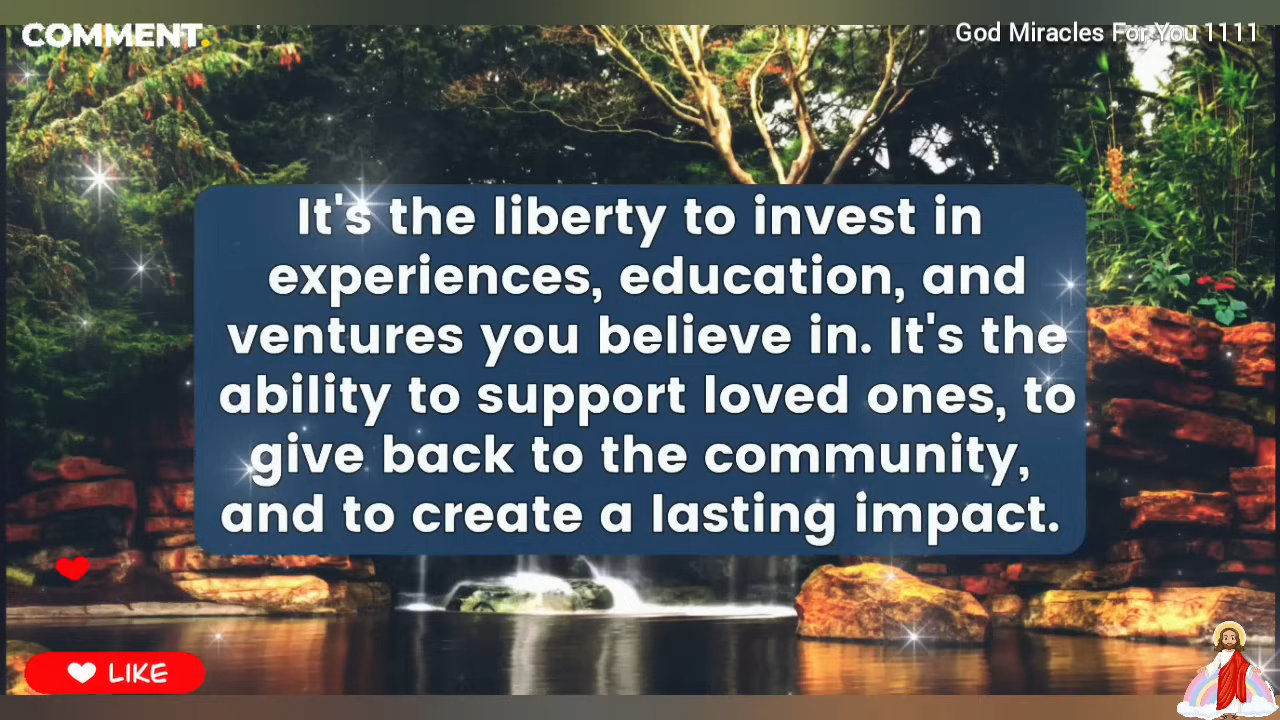 COMMENT.
God Miracles For You 1111
It's the liberty to invest in
experiences, education, and
ventures you believe in. It's the
ability to support loved ones, to
give back to the community,
and to create a lasting impact.
LIKE